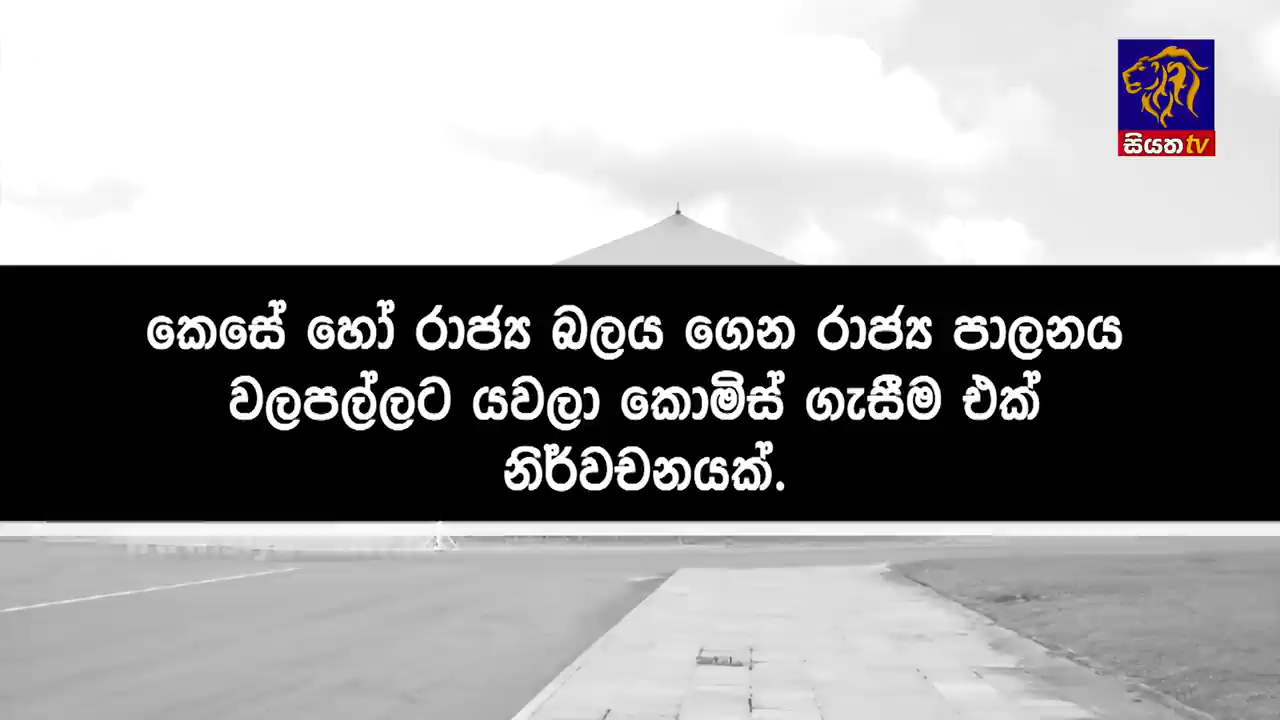 සියත tv
කෙසේ හෝ රාජ්‍ය බලය ගෙන රාජ්‍ය පාලනය
වලපල්ලට යවලා කොමිස් ගැසීම එක්
නිර්වචනයක්.